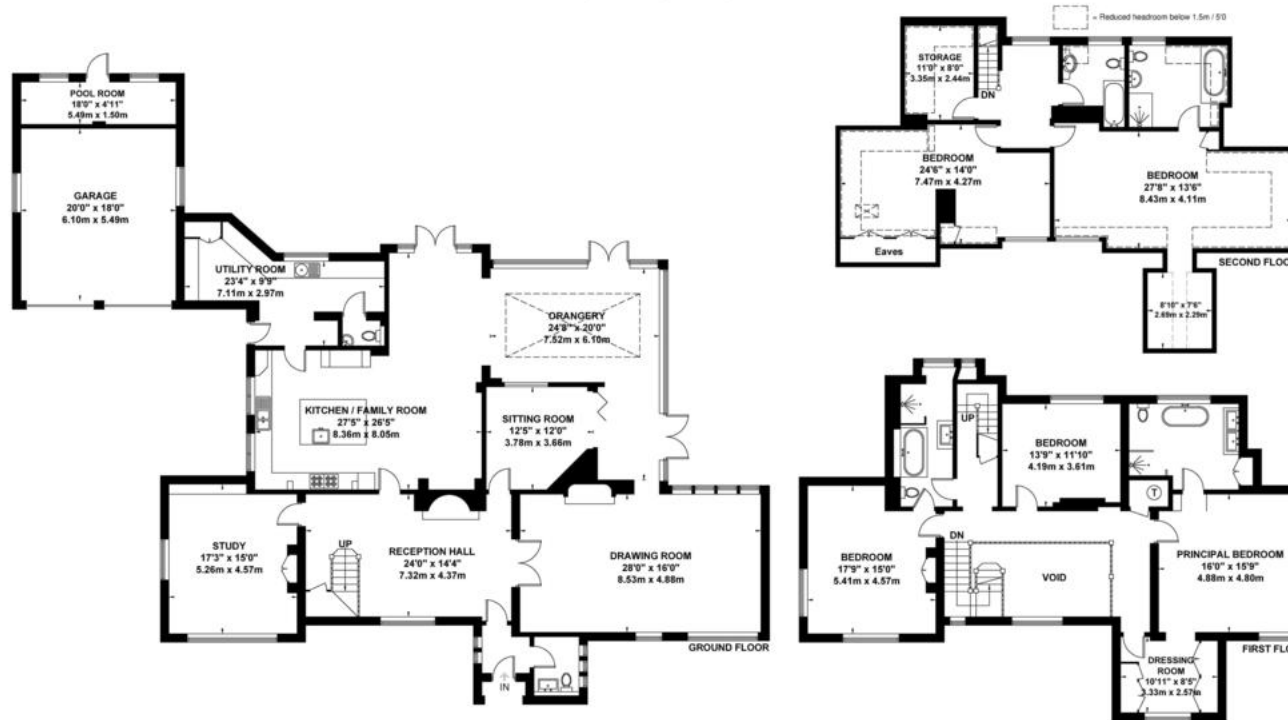 POOL ROOM
18'0" x 4'11"
5.49m x 1.50m
GARAGE
20'0" x 18'0"
6.10m x 5.49m
UTILITY ROOM
23'4" x 9'9"
7.11m x 2.97m
ORANGERY
24'8" x 20'0"
7.52m x 6.10m
KITCHEN / FAMILY ROOM
27'5" x 26'5"
8.36m x 8.05m
SITTING ROOM
12'5" x 12'0"
3.78m x 3.66m
STUDY
17'3" x 15'0"
5.26m x 4.57m
UP
RECEPTION HALL
24'0" x 14'4"
7.32m x 4.37m
DRAWING ROOM
28'0" x 16'0"
8.53m x 4.88m
GROUND FLOOR
IN
= Reduced headroom below 1.5m / 5'0
STORAGE
11'0" x 8'0"
3.35m x 2.44m
DN
BEDROOM
24'6" x 14'0"
7.47m x 4.27m
BEDROOM
27'8" x 13'6"
8.43m x 4.11m
Eaves
SECOND FLOO
8'10" x 7'6"
2.69m x 2.29m
UP
BEDROOM
13'9" x 11'10"
4.19m x 3.61m
T
BEDROOM
17'9" x 15'0"
5.41m x 4.57m
DN
VOID
PRINCIPAL BEDROOM
16'0" x 15'9"
4.88m x 4.80m
FIRST FLO
DRESSING
ROOM
10'11" x 8'5"
3.33m x 2.57m